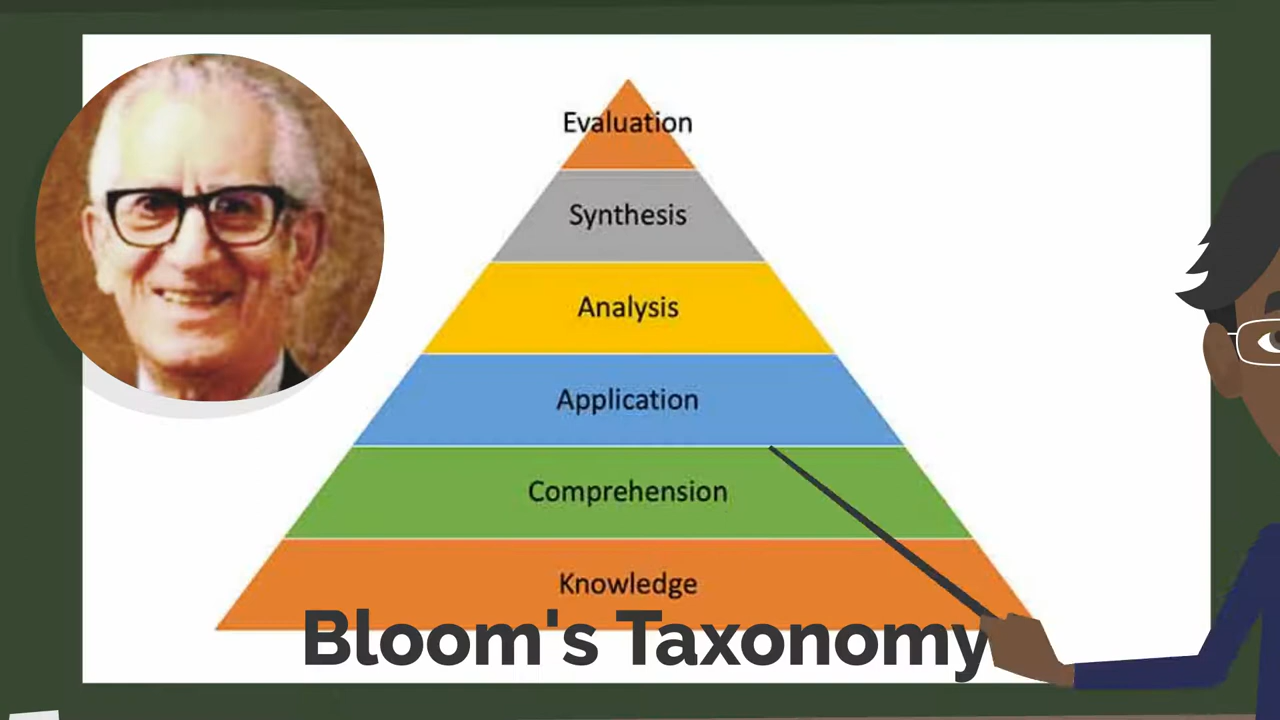 Evaluation
Synthesis
Analysis
Application
Comprehension
Knowledge
Bloom's Taxonomy